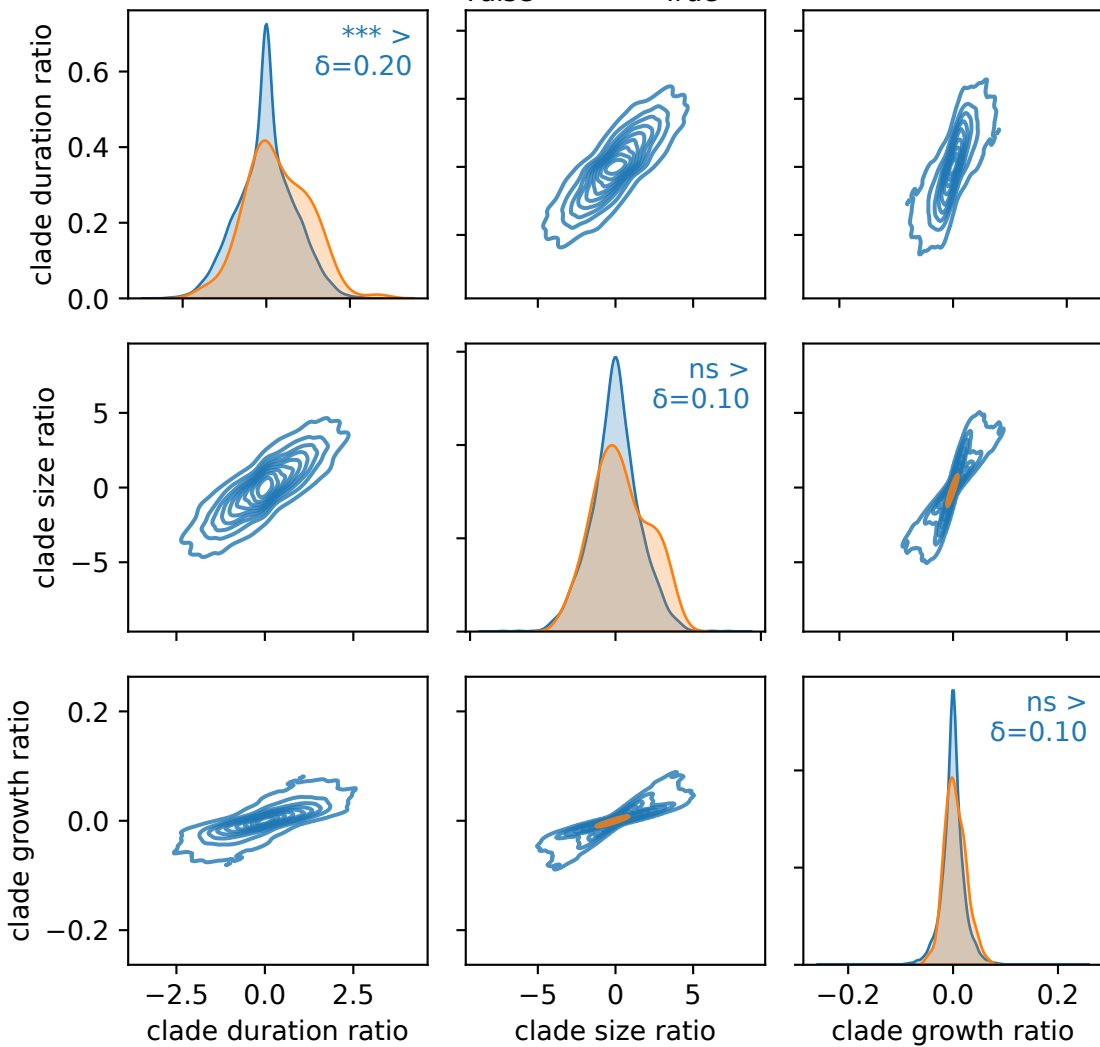 clade duration ratio
0.6
0.4
0.2
0.0
*** >
δ=0.20
clade size ratio
5
0
−5
ns >
δ=0.10
clade growth ratio
0.2
0.0
−0.2
ns >
δ=0.10
−2.5 0.0 2.5
−5 0 5
−0.2 0.0 0.2
clade duration ratio
clade size ratio
clade growth ratio